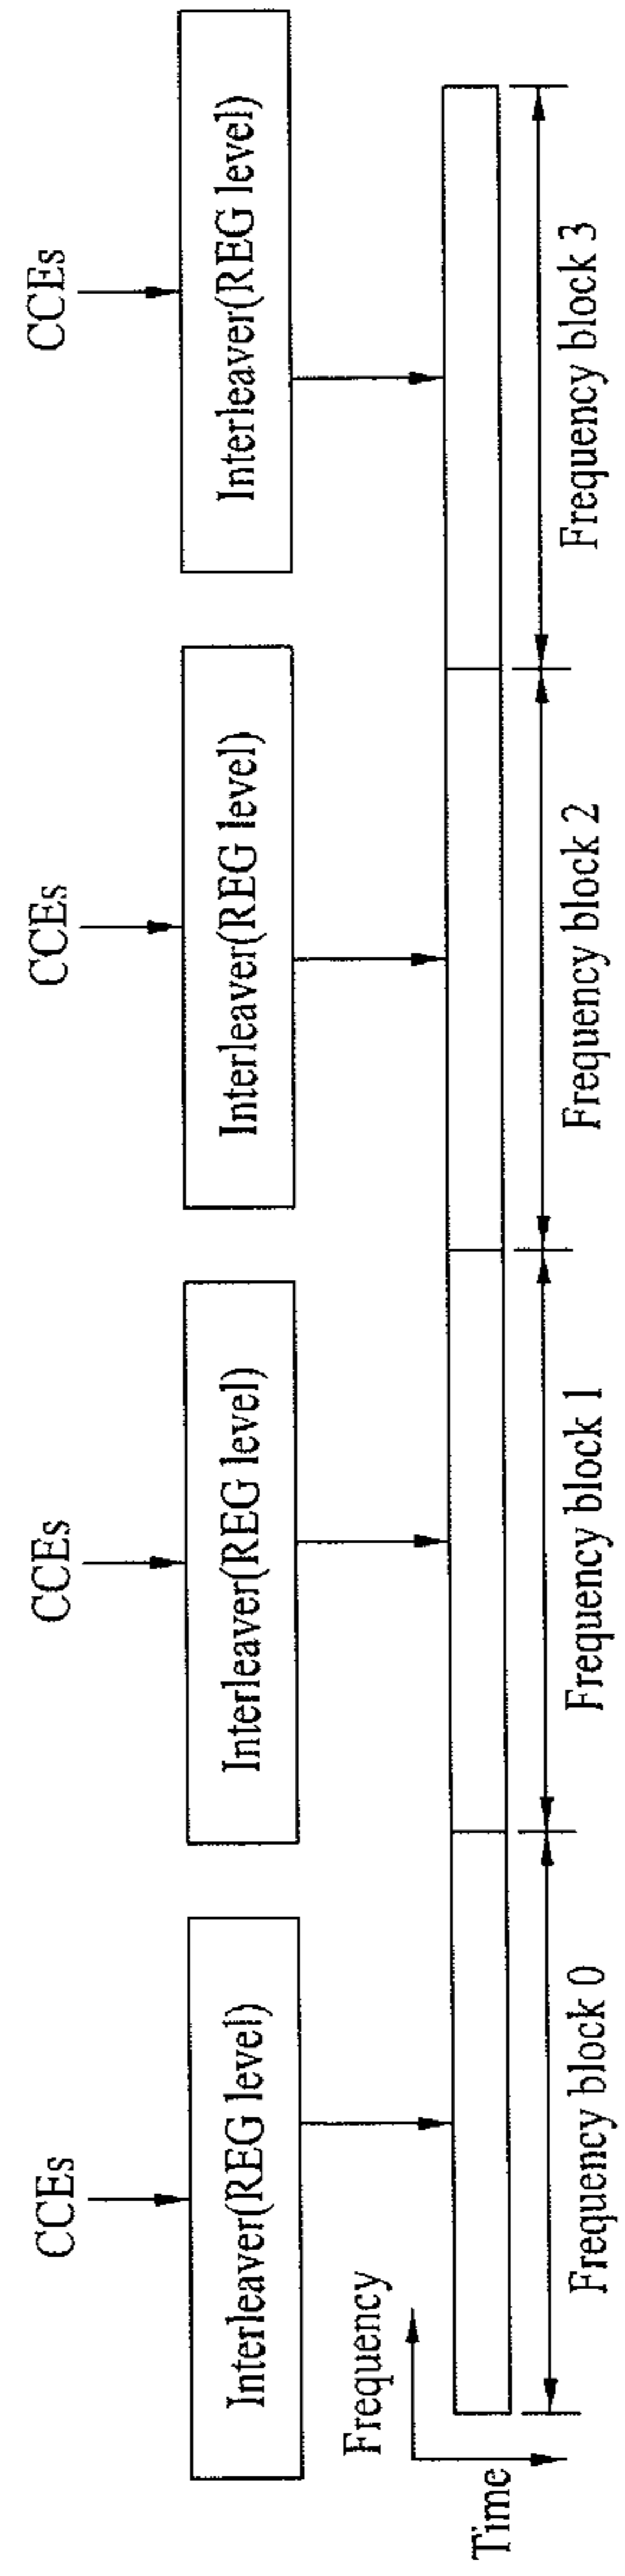 CCEs
CCEs
CCEs
CCEs
Interleaver(REG level)
Interleaver(REG level)
Interleaver(REG level)
Interleaver(REG level)
Frequency
Time
Frequency block 0
Frequency block 1
Frequency block 2
Frequency block 3